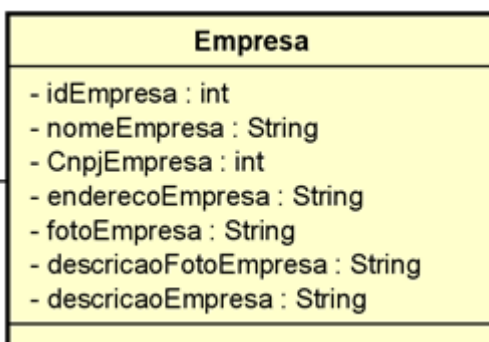 Empresa
- idEmpresa : int
- nomeEmpresa : String
- CnpjEmpresa : int
- enderecoEmpresa : String
- fotoEmpresa : String
- descricaoFotoEmpresa : String
- descricaoEmpresa : String